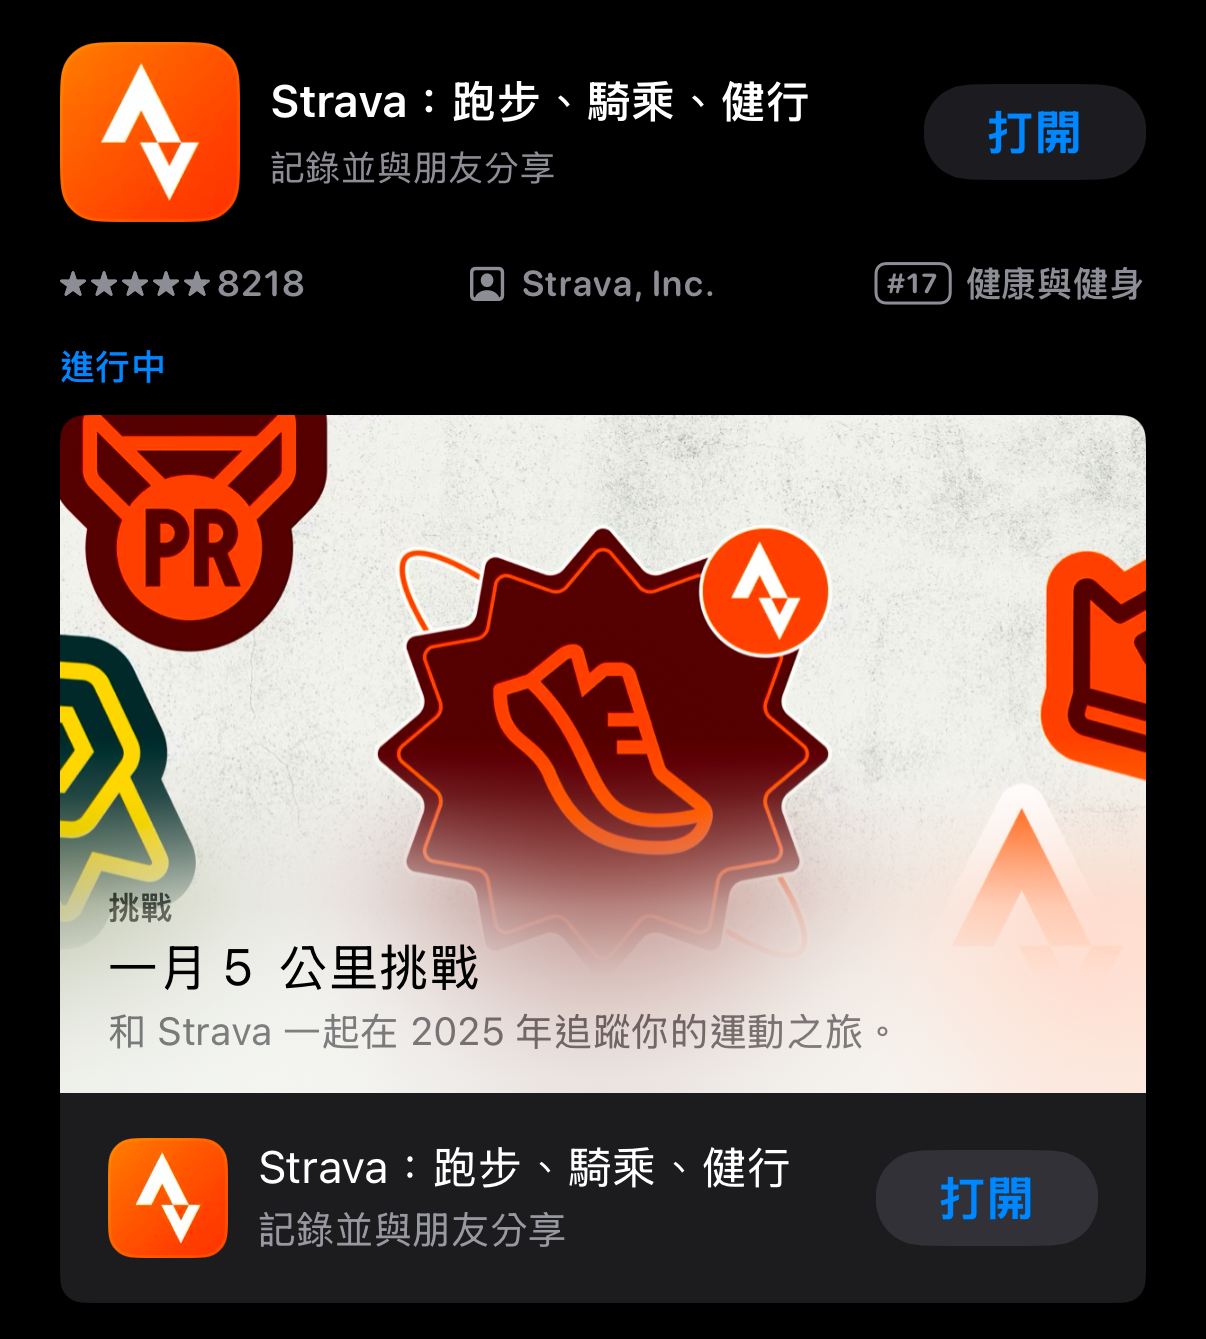 Strava：跑步、騎乘、健行
記錄並與朋友分享
打開
★★★★★ 8218
Strava, Inc.
#17 健康與健身
進行中
PR
挑戰
一月 5 公里挑戰
和 Strava 一起在 2025 年追蹤你的運動之旅。
Strava：跑步、騎乘、健行
記錄並與朋友分享
打開